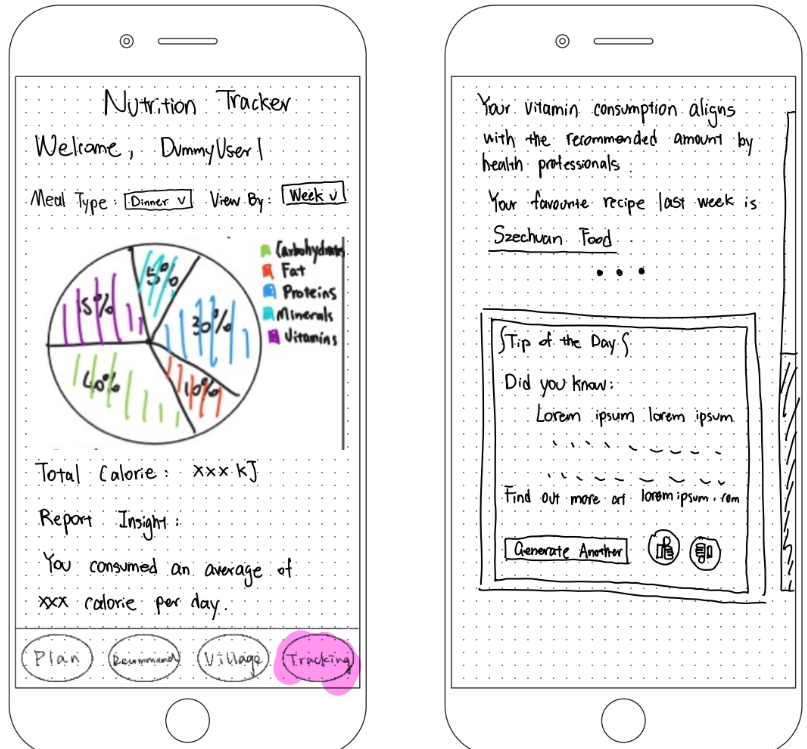 Nutrition Tracker
Welcome, DummyUser1
Meal Type: Dinner ∨ View By: Week ∨
Carbohydrates
Fat
Proteins
Minerals
Vitamins
5%
15%
30%
40%
10%
Total Calorie: xxx kJ
Report Insight:
You consumed an average of
xxx calorie per day.
Plan Recommend Village Tracking
Your vitamin consumption aligns
with the recommended amount by
health professionals.
Your favourite recipe last week is
Szechuan Food
...
Tip of the Day
Did you know:
Lorem ipsum lorem ipsum
Find out more at loremipsum.com
Generate Another